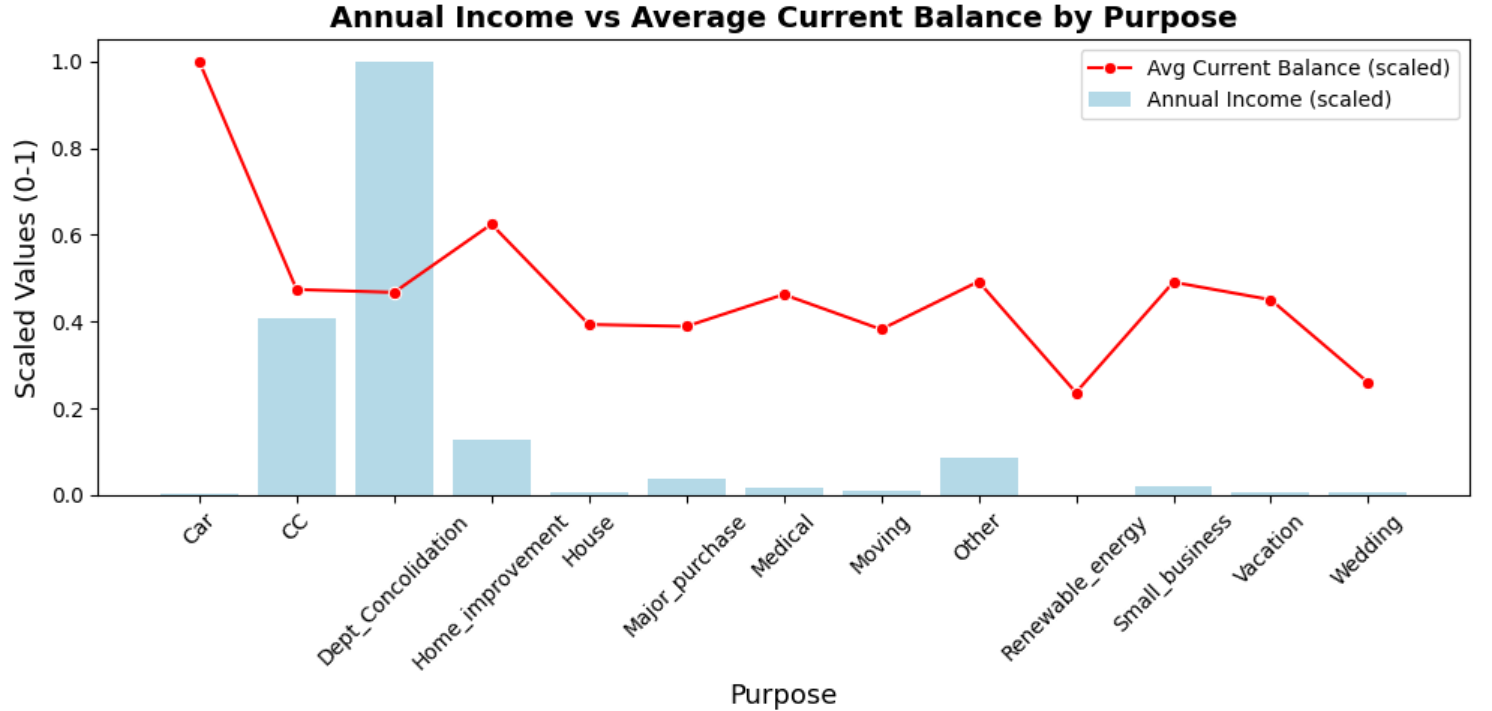 Annual Income vs Average Current Balance by Purpose
Avg Current Balance (scaled)
Annual Income (scaled)
Scaled Values (0-1)
1.0
0.8
0.6
0.4
0.2
0.0
Car
CC
Dept_Concolidation
Home_improvement
House
Major_purchase
Medical
Moving
Other
Renewable_energy
Small_business
Vacation
Wedding
Purpose